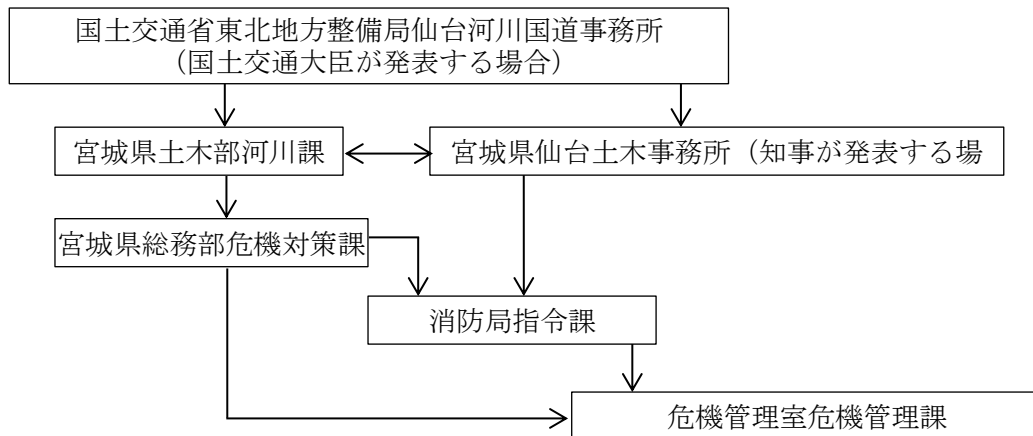 国土交通省東北地方整備局仙台河川国道事務所
（国土交通大臣が発表する場合）
宮城県土木部河川課
宮城県仙台土木事務所（知事が発表する場
宮城県総務部危機対策課
消防局指令課
危機管理室危機管理課